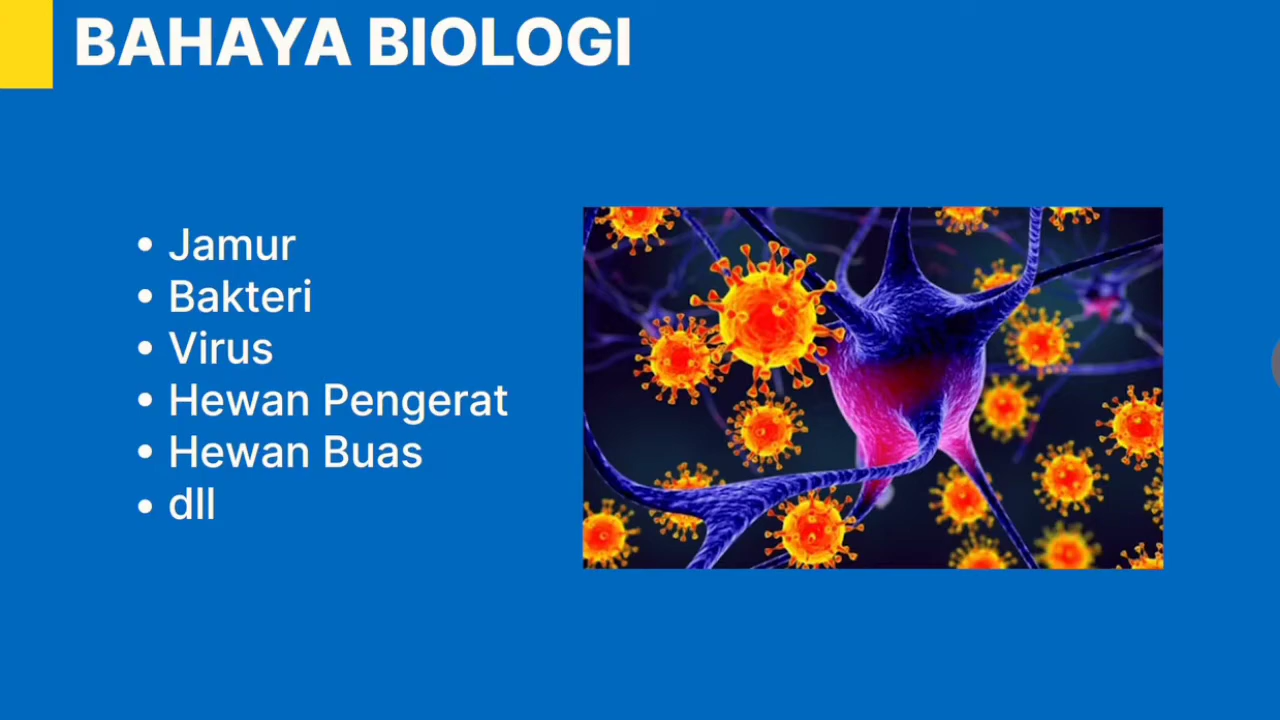 BAHAYA BIOLOGI
• Jamur
• Bakteri
• Virus
• Hewan Pengerat
• Hewan Buas
• dll